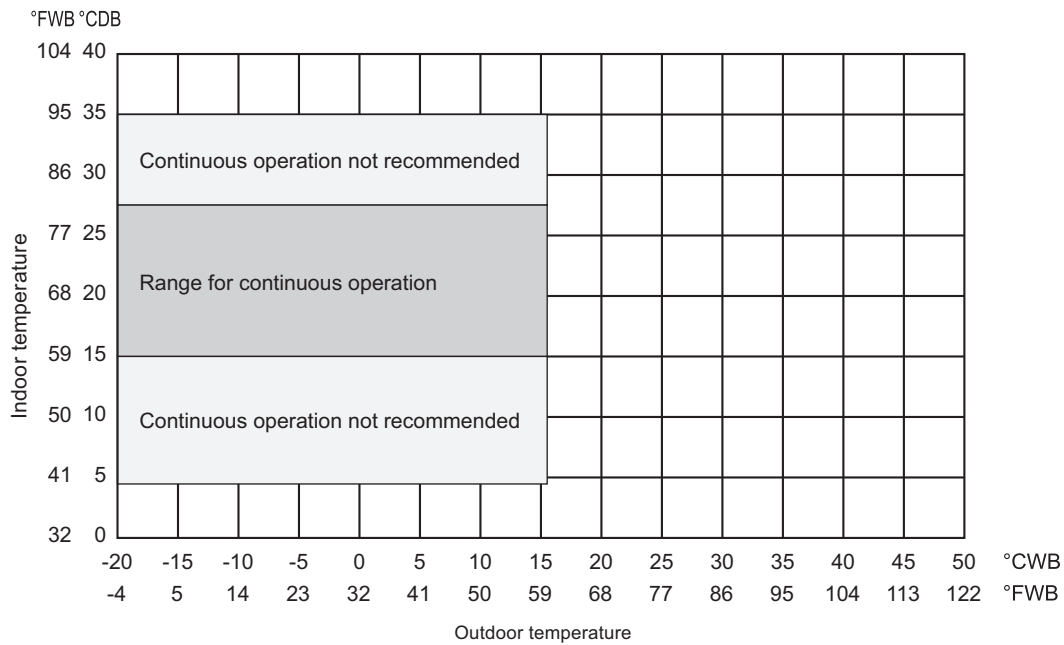 °FWB °CDB
104 40
95 35
Continuous operation not recommended
86 30
77 25
Range for continuous operation
68 20
59 15
Continuous operation not recommended
50 10
41 5
32 0
Indoor temperature
-20 -15 -10 -5 0 5 10 15 20 25 30 35 40 45 50 °CWB
-4 5 14 23 32 41 50 59 68 77 86 95 104 113 122 °FWB
Outdoor temperature